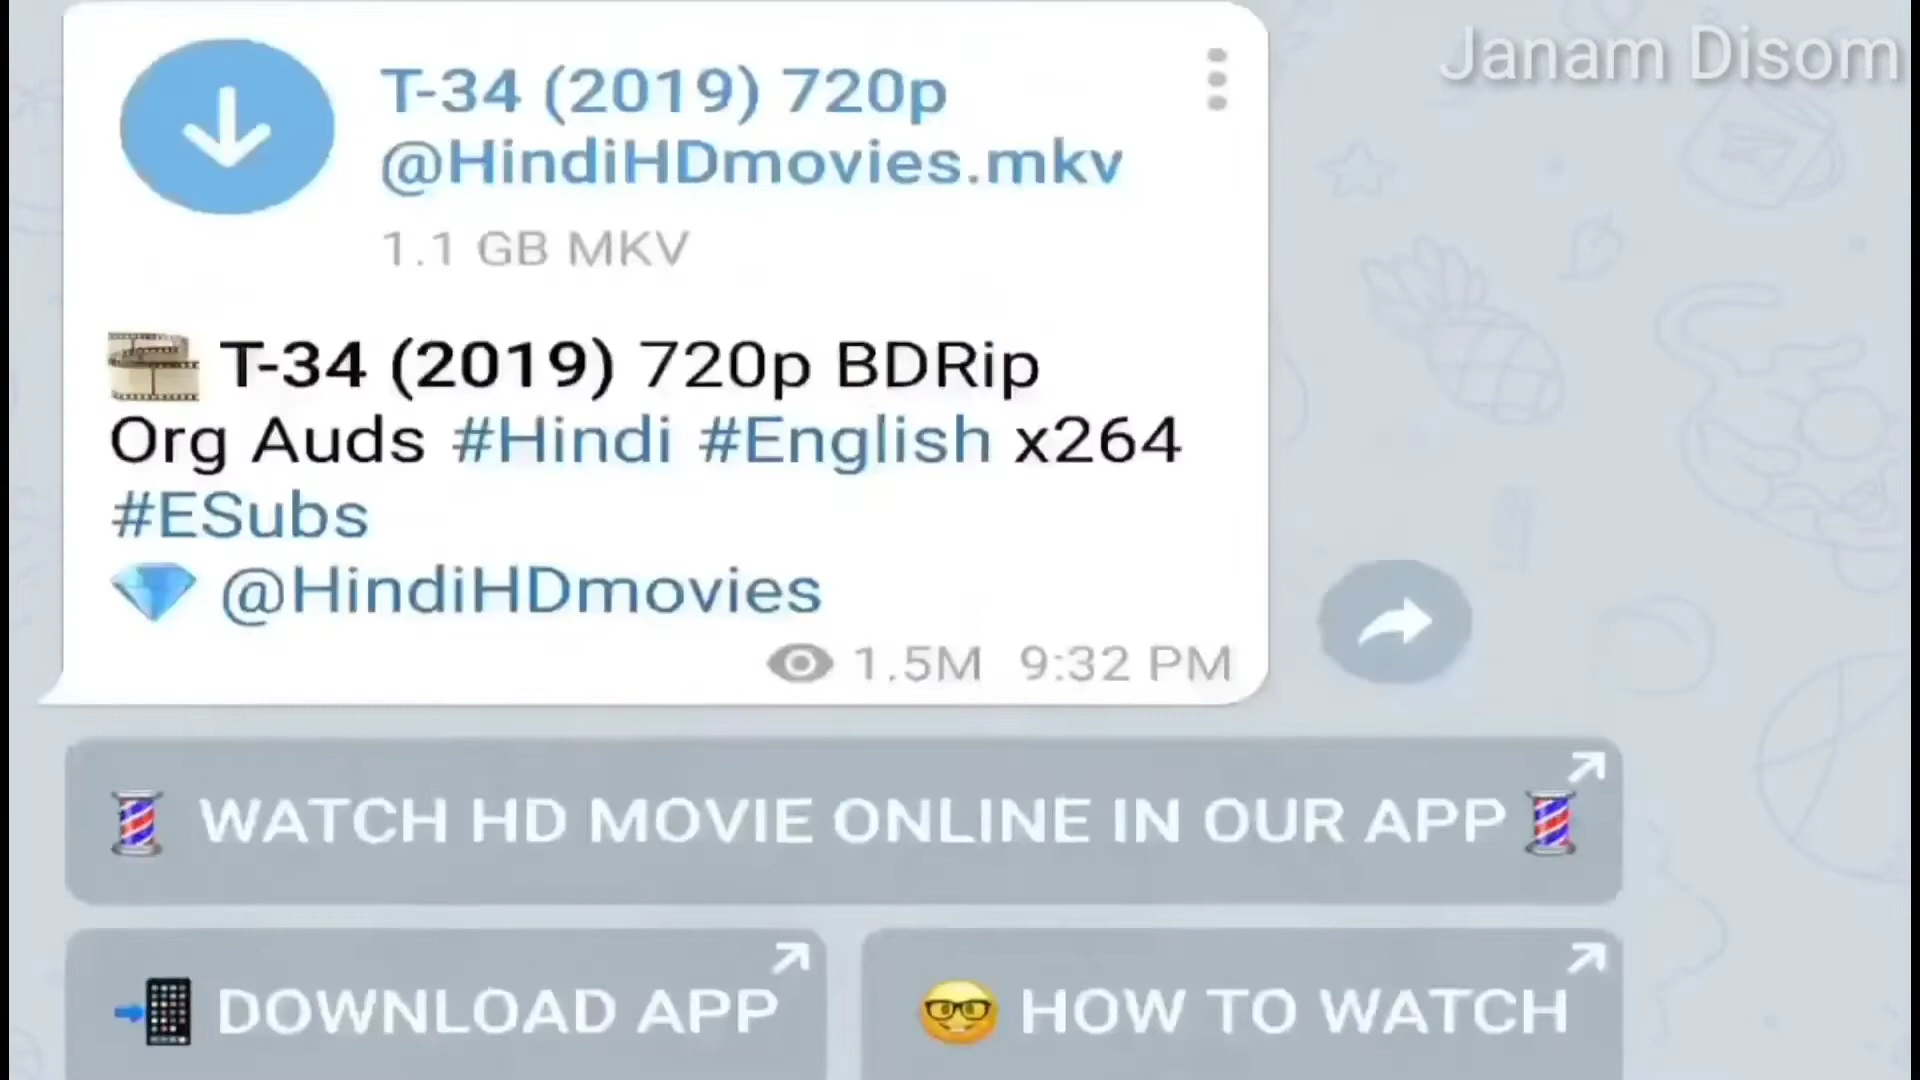 Janam Disom
T-34 (2019) 720p
@HindiHDmovies.mkv
1.1 GB MKV
T-34 (2019) 720p BDRip
Org Auds #Hindi #English x264
#ESubs
@HindiHDmovies
1.5M 9:32 PM
WATCH HD MOVIE ONLINE IN OUR APP
DOWNLOAD APP
HOW TO WATCH